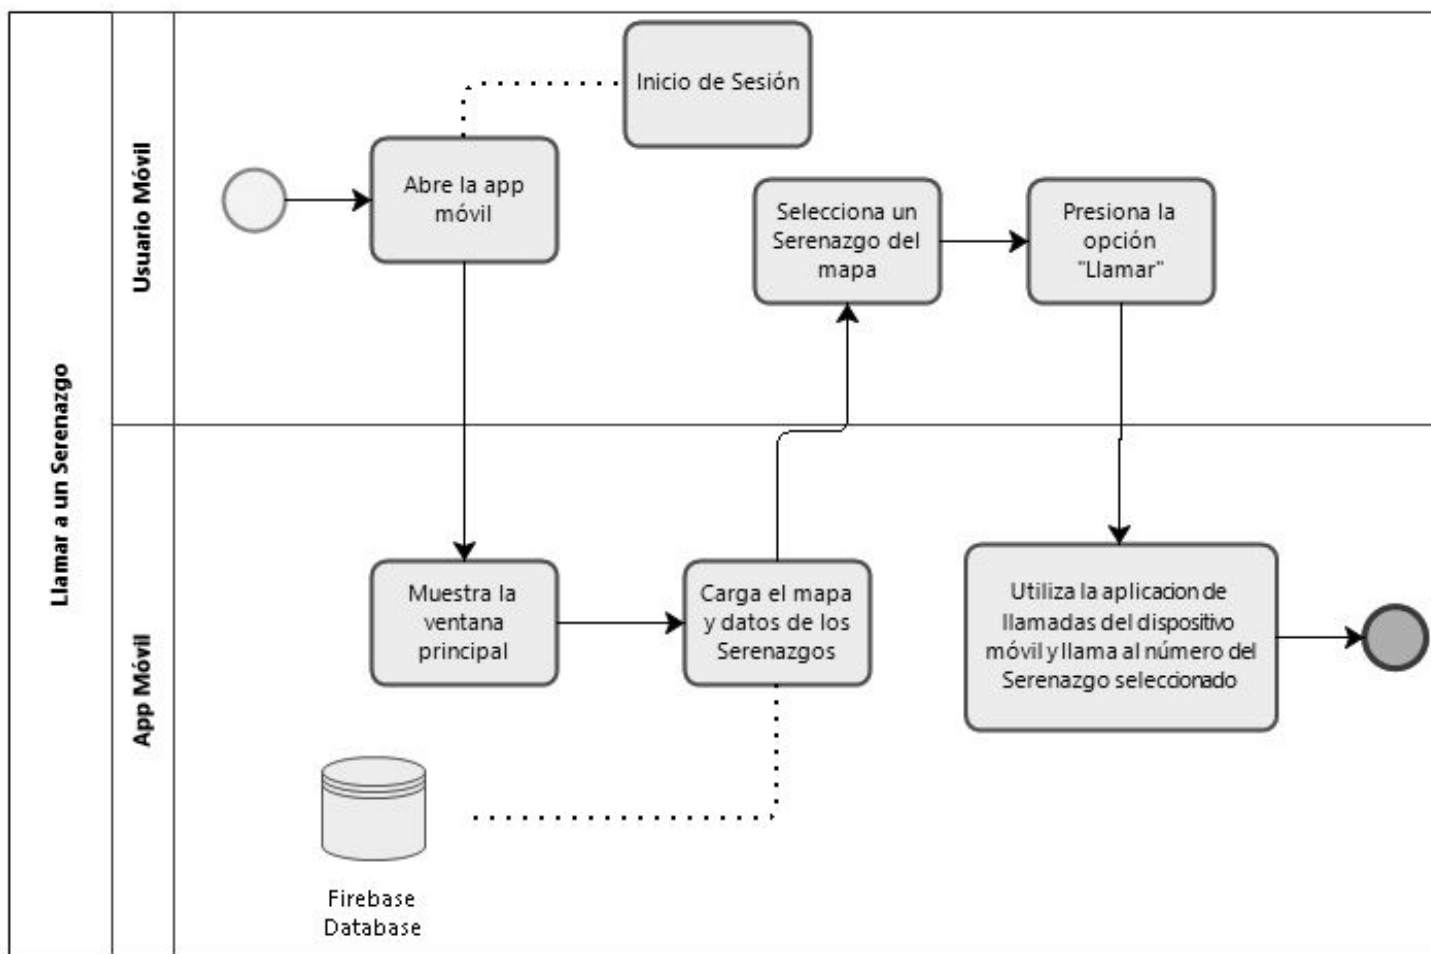 Llamar a un Serenazgo
Usuario Móvil
Inicio de Sesión
Abre la app
móvil
Selecciona un
Serenazgo del
mapa
Presiona la
opción
"Llamar"
App Móvil
Muestra la
ventana
principal
Carga el mapa
y datos de los
Serenazgos
Utiliza la aplicacion de
llamadas del dispositivo
móvil y llama al número del
Serenazgo seleccionado
Firebase
Database